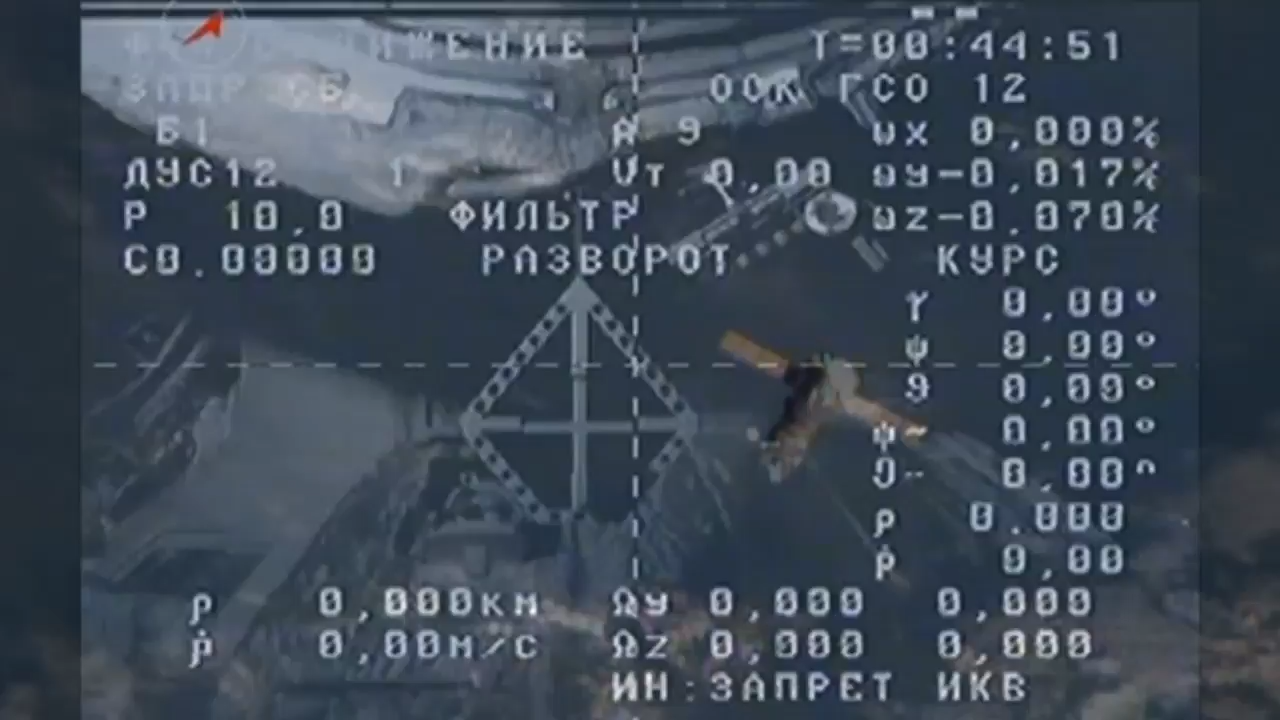 Т=00:44:51
ООК ГСО 12
Б1 А 9 ωx 0,000%
ДУС12 1 Vт 0,00 ωy-0,017%
Р 10,0 ФИЛЬТР ωz-0,070%
С0.00000 РАЗВОРОТ КУРС
γ 0,00°
ψ 0,00°
ϑ 0,00°
0,00°
0,00
ρ 0.000
ρ̇ 0,00
ρ 0,000км Ωy 0,000 0,000
ρ̇ 0,00м/с Ωz 0,000 0,000
ИН:ЗАПРЕТ ИКВ